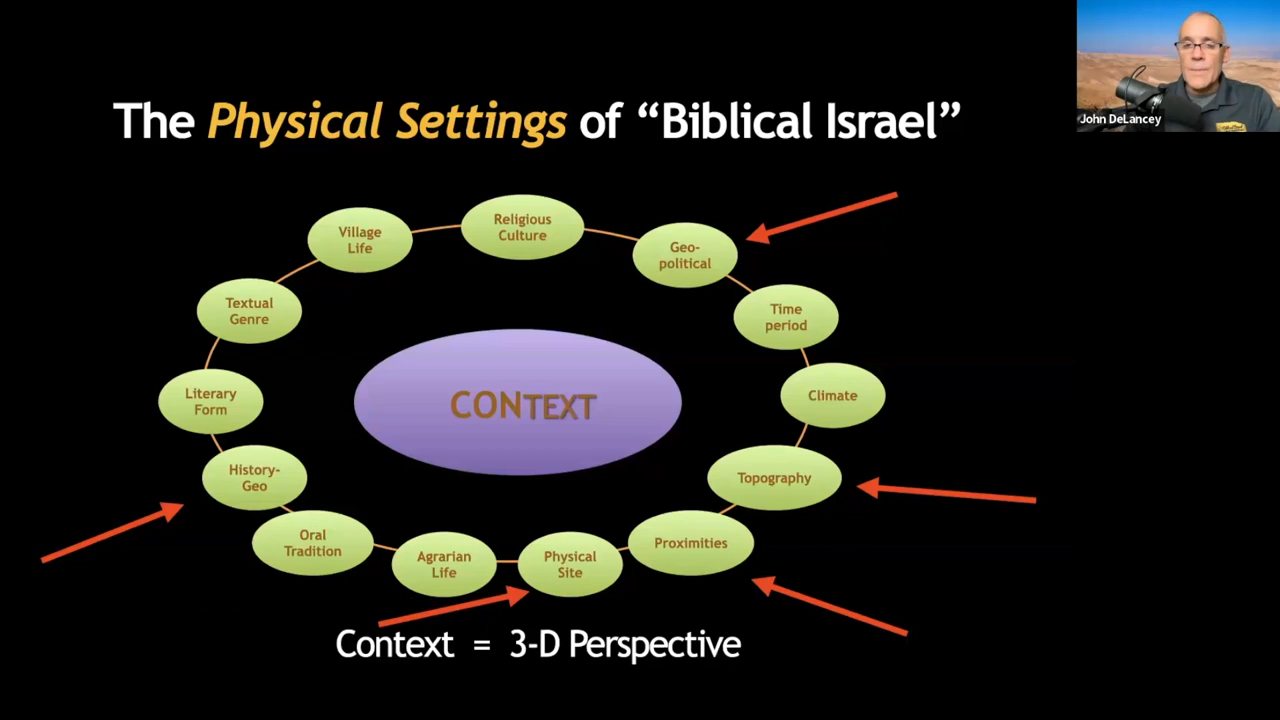 The Physical Settings of “Biblical Israel”
John DeLancey
Religious
Culture
Village
Life
Geo-
political
Textual
Genre
Time
period
Literary
Form
CONTEXT
Climate
History-
Geo
Topography
Oral
Tradition
Agrarian
Life
Physical
Site
Proximities
Context = 3-D Perspective